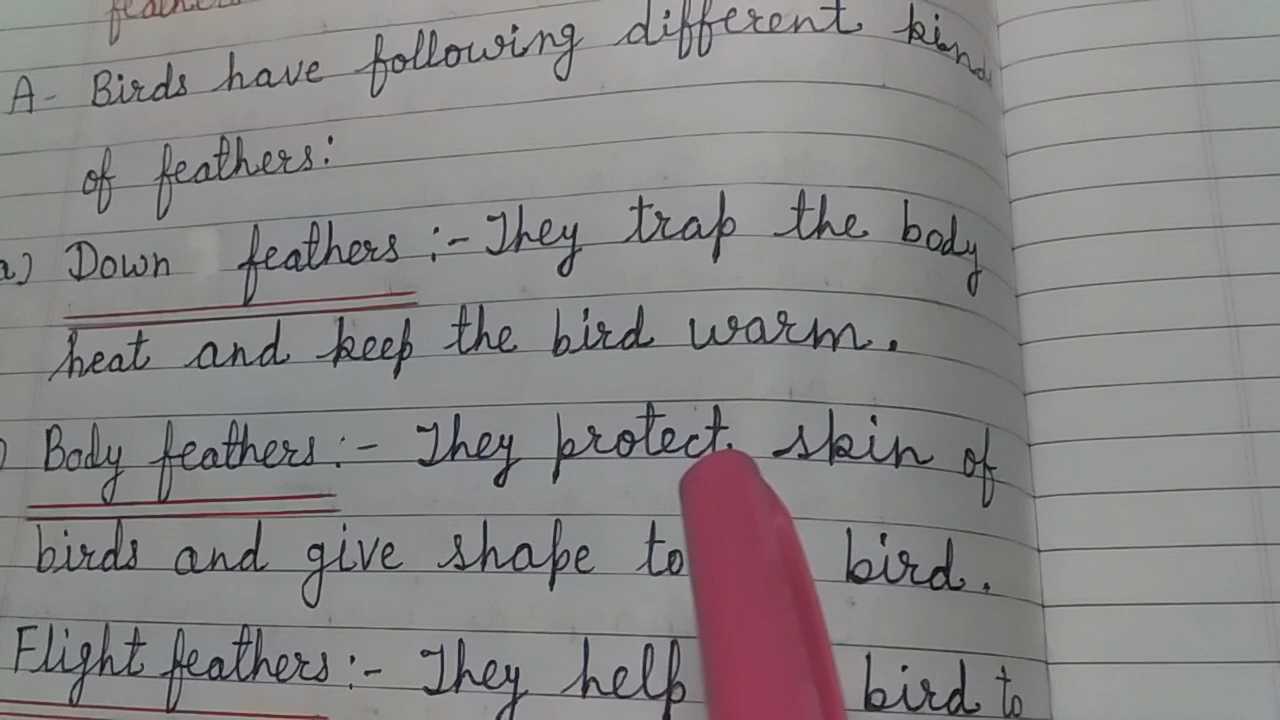 feathers
A- Birds have following different kind
of feathers:
a) Down feathers :- They trap the body
heat and keep the bird warm.
) Body feathers :- They protect skin of
birds and give shape to bird.
Flight feathers :- They help bird to